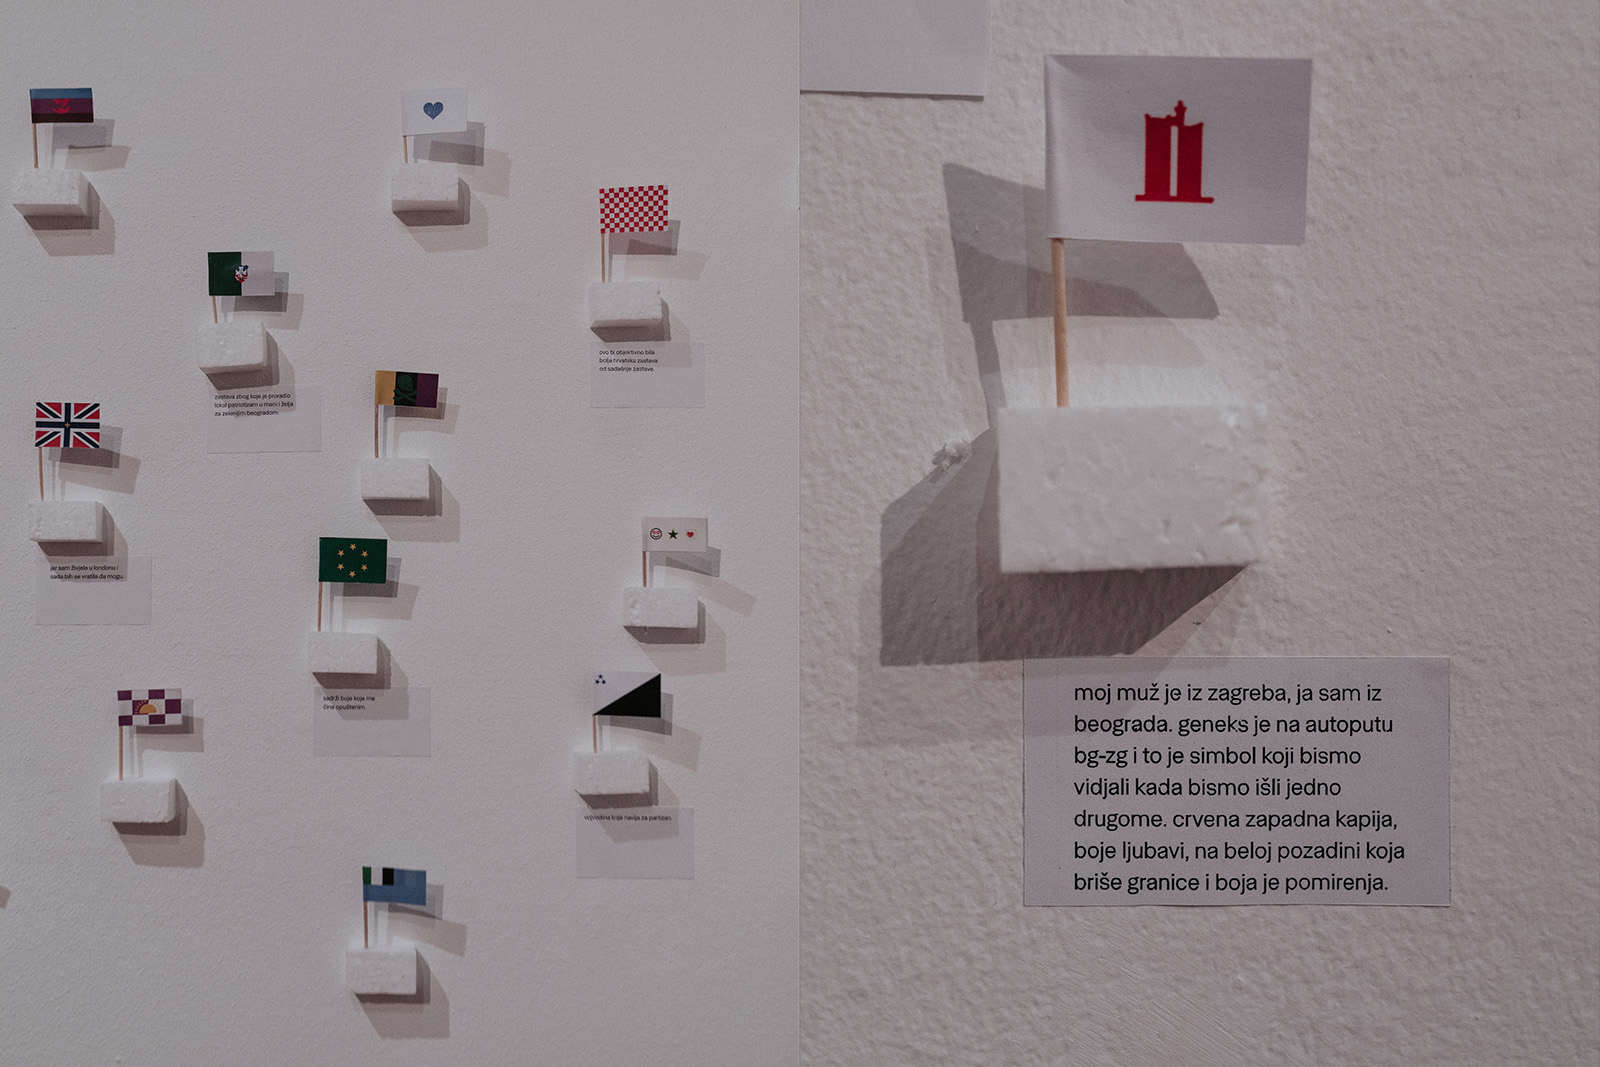 ovo bi objektivno bila
bolja hrvatska zastava
od sadašnje zastave.
zastava zbog koje je proradio
lokal patriotizam u meni i želja
za zelenijim beogradom.
jer sam živjela u londonu i
sada bih se vratila da mogu.
sadrži boje koje me
čine opuštenim.
vojvodina koja navija za partizan.
moj muž je iz zagreba, ja sam iz
beograda. geneks je na autoputu
bg-zg i to je simbol koji bismo
vidjali kada bismo išli jedno
drugome. crvena zapadna kapija,
boje ljubavi, na beloj pozadini koja
briše granice i boja je pomirenja.